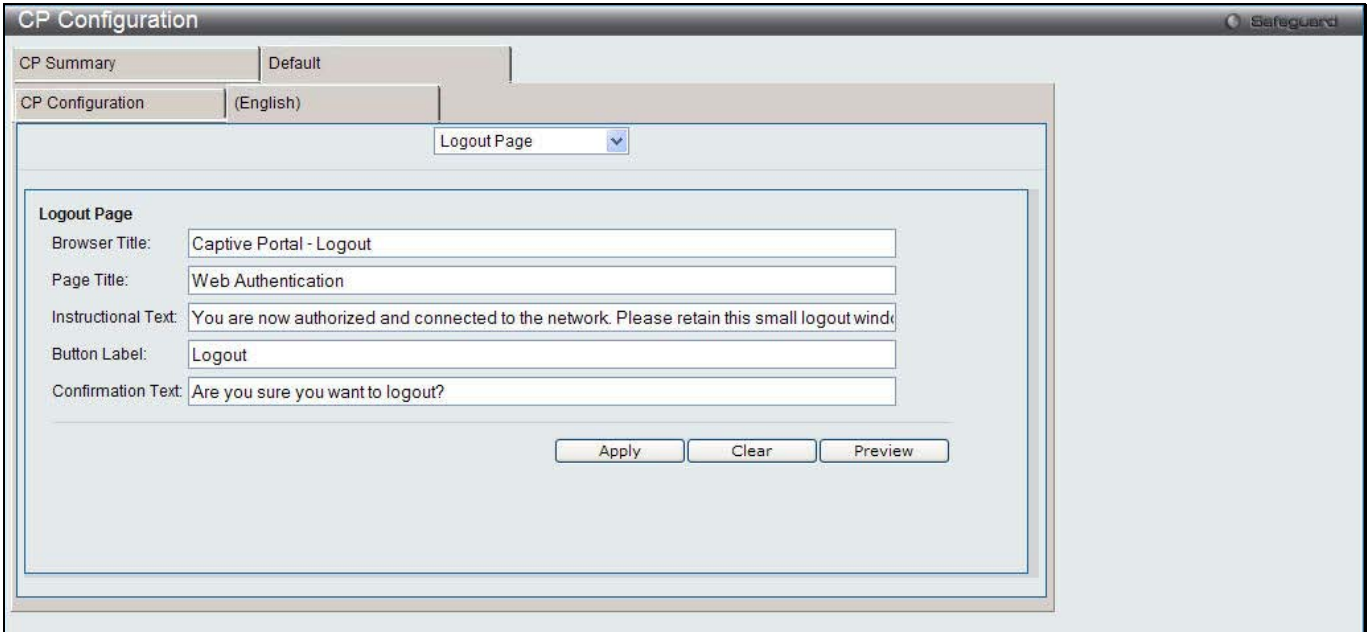 CP Configuration
Safeguard
CP Summary
Default
CP Configuration
(English)
Logout Page
Logout Page
Browser Title: Captive Portal - Logout
Page Title: Web Authentication
Instructional Text: You are now authorized and connected to the network. Please retain this small logout
Button Label: Logout
Confirmation Text: Are you sure you want to logout?
Apply Clear Preview